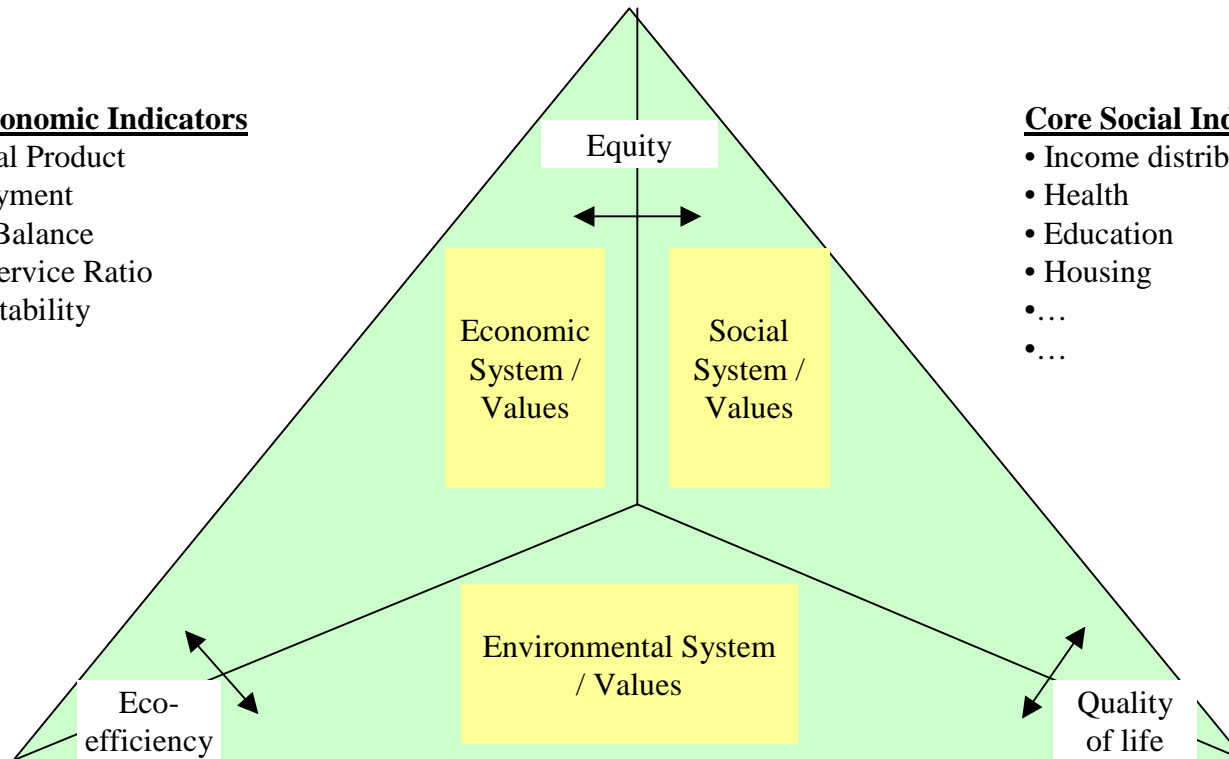 onomic Indicators
al Product
yment
Balance
ervice Ratio
tability
Equity
Core Social Ind
• Income distrib
• Health
• Education
• Housing
•…
•…
Economic
System /
Values
Social
System /
Values
Environmental System
/ Values
Eco-
efficiency
Quality
of life